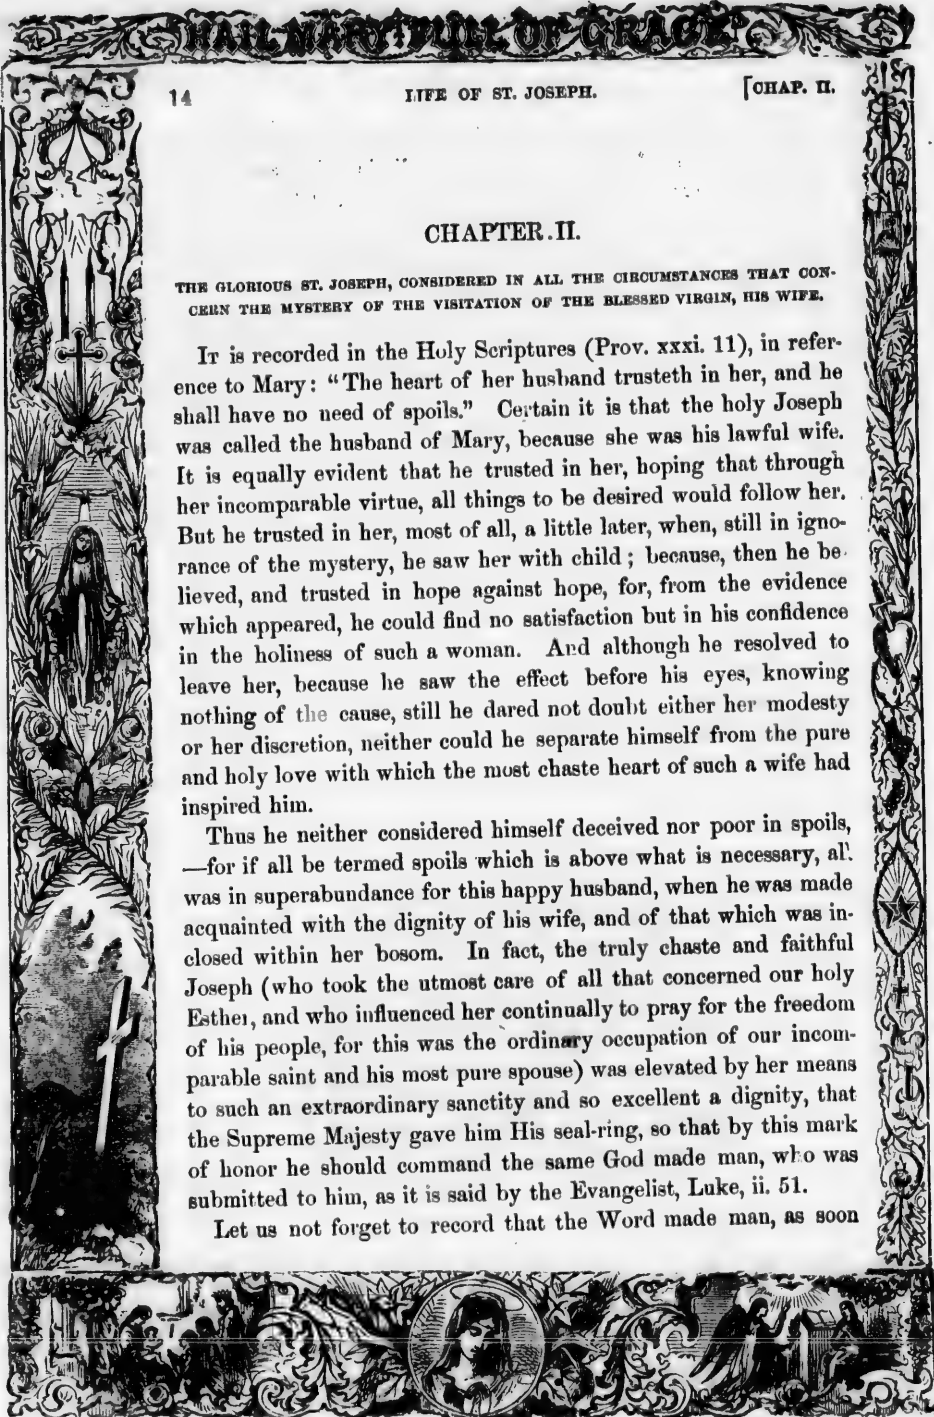 HAIL MARY FULL OF GRACE
14 LIFE OF ST. JOSEPH. [CHAP. II.
CHAPTER.II.
THE GLORIOUS ST. JOSEPH, CONSIDERED IN ALL THE CIRCUMSTANCES THAT CON-
CERN THE MYSTERY OF THE VISITATION OF THE BLESSED VIRGIN, HIS WIFE.
IT is recorded in the Holy Scriptures (Prov. xxxi. 11), in refer-
ence to Mary: "The heart of her husband trusteth in her, and he
shall have no need of spoils." Certain it is that the holy Joseph
was called the husband of Mary, because she was his lawful wife.
It is equally evident that he trusted in her, hoping that through
her incomparable virtue, all things to be desired would follow her.
But he trusted in her, most of all, a little later, when, still in igno-
rance of the mystery, he saw her with child; because, then he be-
lieved, and trusted in hope against hope, for, from the evidence
which appeared, he could find no satisfaction but in his confidence
in the holiness of such a woman. And although he resolved to
leave her, because he saw the effect before his eyes, knowing
nothing of the cause, still he dared not doubt either her modesty
or her discretion, neither could he separate himself from the pure
and holy love with which the most chaste heart of such a wife had
inspired him.
Thus he neither considered himself deceived nor poor in spoils,
—for if all be termed spoils which is above what is necessary, all
was in superabundance for this happy husband, when he was made
acquainted with the dignity of his wife, and of that which was in-
closed within her bosom. In fact, the truly chaste and faithful
Joseph (who took the utmost care of all that concerned our holy
Esther, and who influenced her continually to pray for the freedom
of his people, for this was the ordinary occupation of our incom-
parable saint and his most pure spouse) was elevated by her means
to such an extraordinary sanctity and so excellent a dignity, that
the Supreme Majesty gave him His seal-ring, so that by this mark
of honor he should command the same God made man, who was
submitted to him, as it is said by the Evangelist, Luke, ii. 51.
Let us not forget to record that the Word made man, as soon